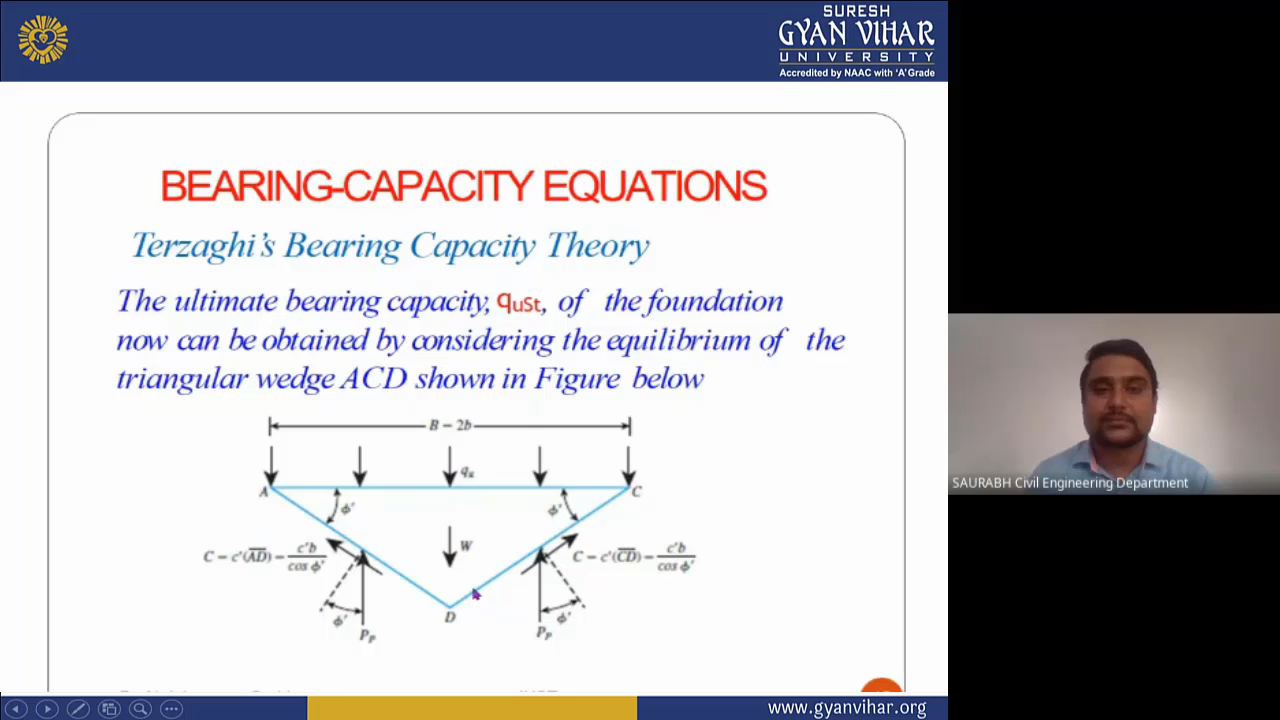 SURESH
GYAN VIHAR
UNIVERSITY
Accredited by NAAC with 'A' Grade
BEARING-CAPACITY EQUATIONS
Terzaghi's Bearing Capacity Theory
The ultimate bearing capacity, quSt, of the foundation
now can be obtained by considering the equilibrium of the
triangular wedge ACD shown in Figure below
B – 2b
qu
A
C
ϕ'
ϕ'
W
C – c'(AD) – c'b / cos ϕ'
C – c'(CD) – c'b / cos ϕ'
D
ϕ'
ϕ'
Pp
Pp
SAURABH Civil Engineering Department
www.gyanvihar.org